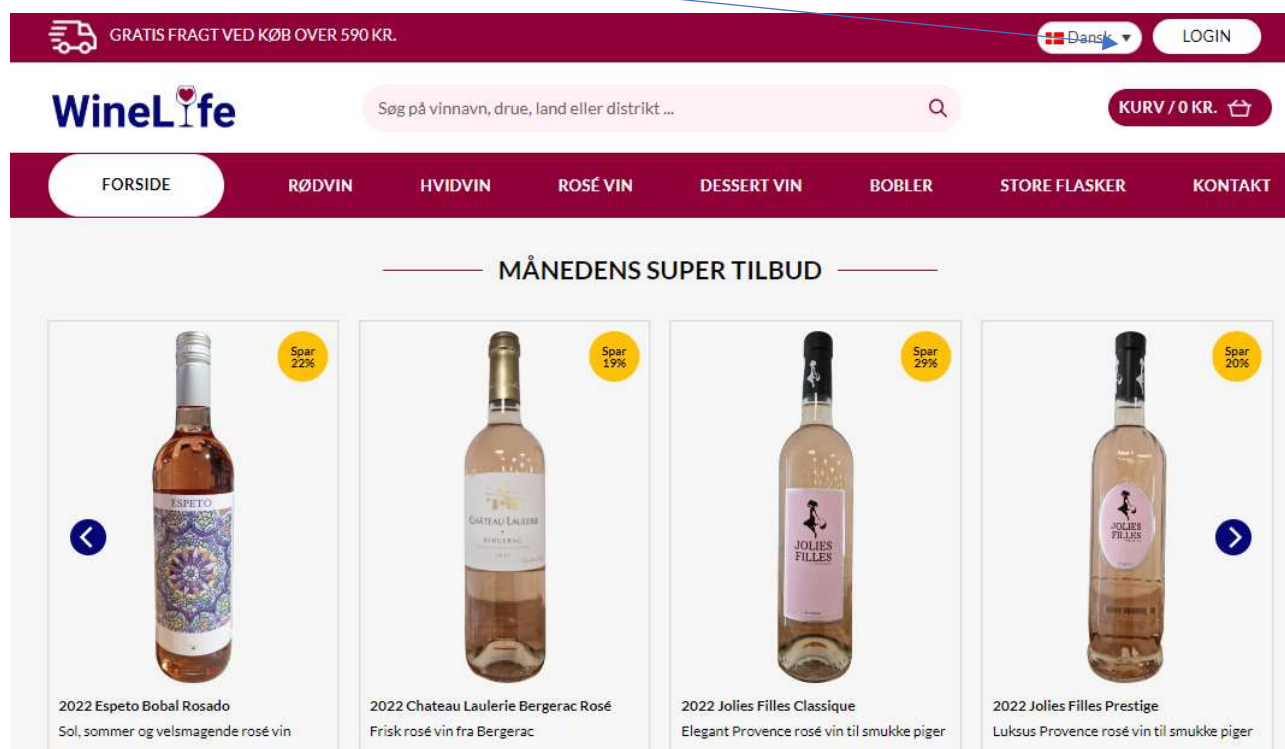 GRATIS FRAGT VED KØB OVER 590 KR.
Dansk
LOGIN
WineLife
Søg på vinnavn, drue, land eller distrikt ...
KURV / 0 KR.
FORSIDE
RØDVIN
HVIDVIN
ROSÉ VIN
DESSERT VIN
BOBLER
STORE FLASKER
KONTAKT
MÅNEDENS SUPER TILBUD
Spar
22%
Spar
19%
Spar
29%
Spar
20%
ESPETO
CHÂTEAU LAULERIE
BERGERAC
JOLIES
FILLES
JOLIES
FILLES
2022 Espeto Bobal Rosado
Sol, sommer og velsmagende rosé vin
2022 Chateau Laulerie Bergerac Rosé
Frisk rosé vin fra Bergerac
2022 Jolies Filles Classique
Elegant Provence rosé vin til smukke piger
2022 Jolies Filles Prestige
Luksus Provence rosé vin til smukke piger